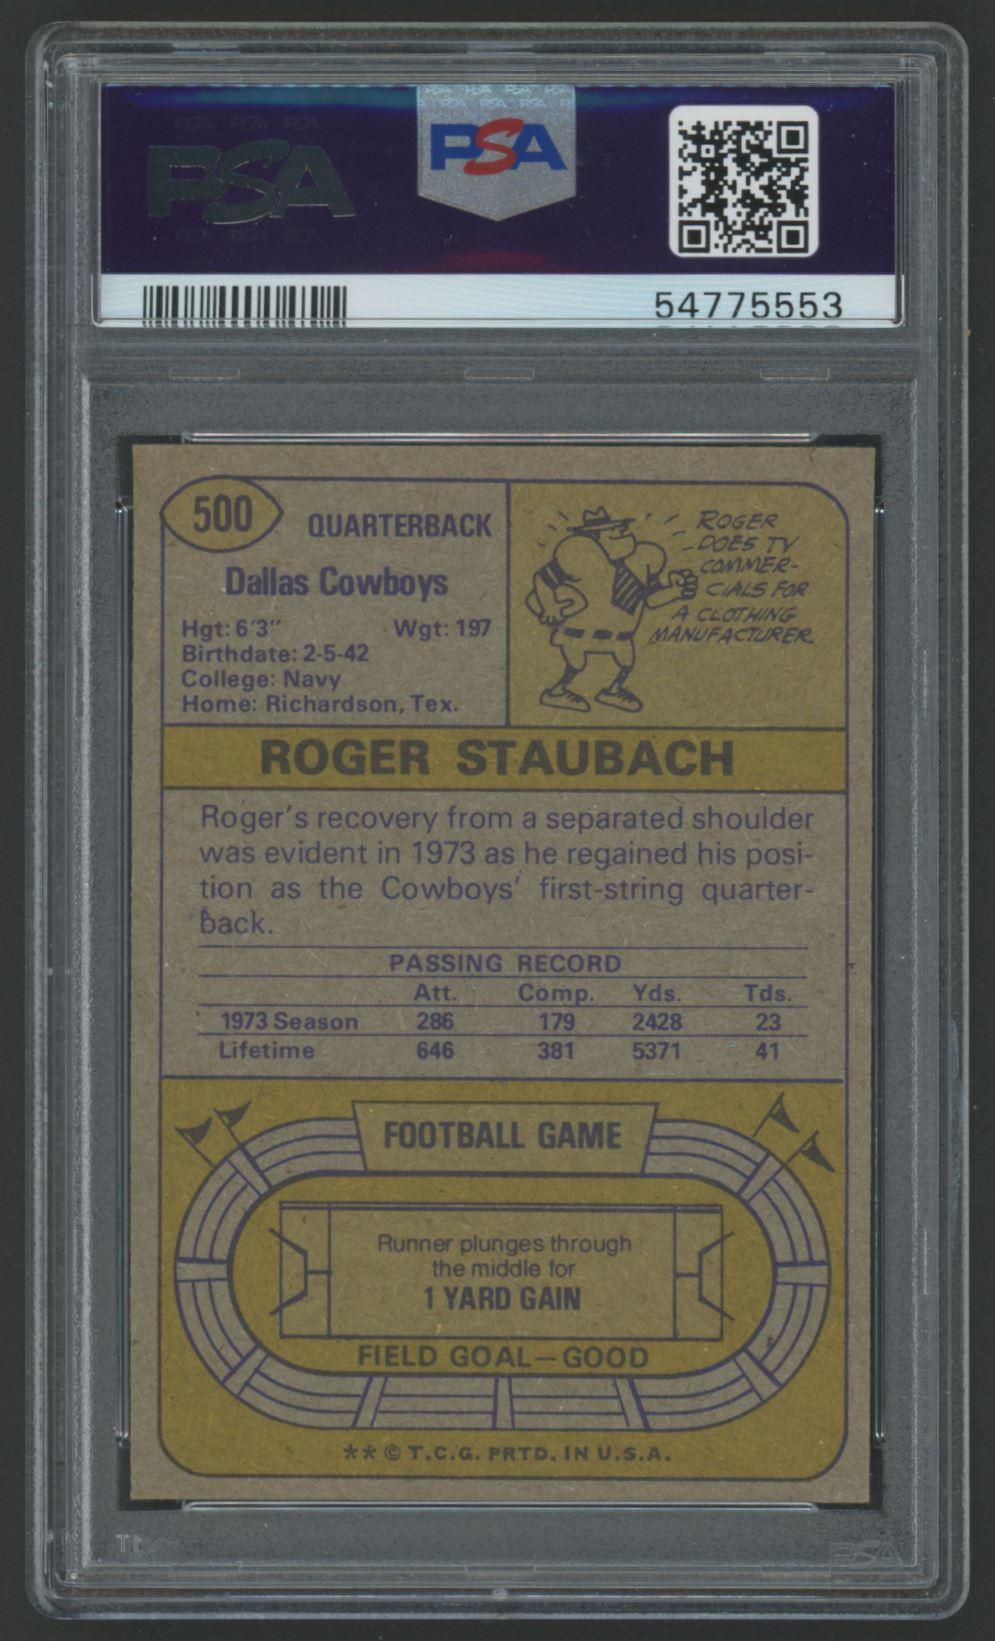 PSA
PSA
54775553
500
QUARTERBACK
Dallas Cowboys
Hgt: 6'3" Wgt: 197
Birthdate: 2-5-42
College: Navy
Home: Richardson, Tex.
ROGER
DOES TV
COMMER-
CIALS FOR
A CLOTHING
MANUFACTURER
ROGER STAUBACH
Roger's recovery from a separated shoulder
was evident in 1973 as he regained his posi-
tion as the Cowboys' first-string quarter-
back.
PASSING RECORD
Att. Comp. Yds. Tds.
1973 Season 286 179 2428 23
Lifetime 646 381 5371 41
FOOTBALL GAME
Runner plunges through
the middle for
1 YARD GAIN
FIELD GOAL—GOOD
** © T.C.G. PRTD. IN U.S.A.
PSA